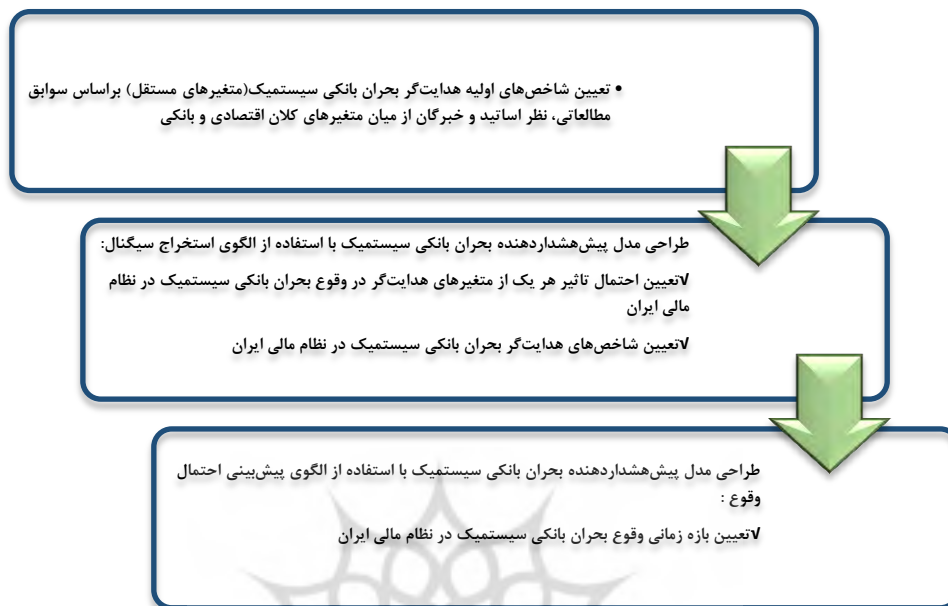 • تعیین شاخص‌های اولیه هدایت‌گر بحران بانکی سیستمیک(متغیرهای مستقل) براساس سوابق
مطالعاتی، نظر اساتید و خبرگان از میان متغیرهای کلان اقتصادی و بانکی
طراحی مدل پیش‌هشداردهنده بحران بانکی سیستمیک با استفاده از الگوی استخراج سیگنال:
√تعیین احتمال تاثیر هر یک از متغیرهای هدایت‌گر در وقوع بحران بانکی سیستمیک در نظام
مالی ایران
√تعیین شاخص‌های هدایت‌گر بحران بانکی سیستمیک در نظام مالی ایران
طراحی مدل پیش‌هشداردهنده بحران بانکی سیستمیک با استفاده از الگوی پیش‌بینی احتمال
وقوع :
√تعیین بازه زمانی وقوع بحران بانکی سیستمیک در نظام مالی ایران